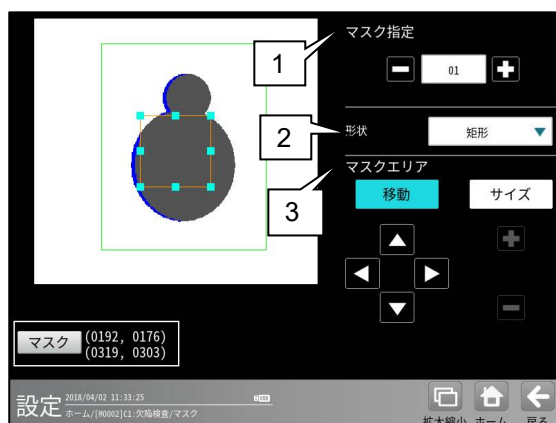 マスク指定
1
01
2
形状
矩形
マスクエリア
3
移動
サイズ
マスク
(0192, 0176)
(0319, 0303)
設定
2018/04/02 11:33:25
ホーム/[M0002]C1:欠陥検査/マスク
拡大縮小
ホーム
戻る